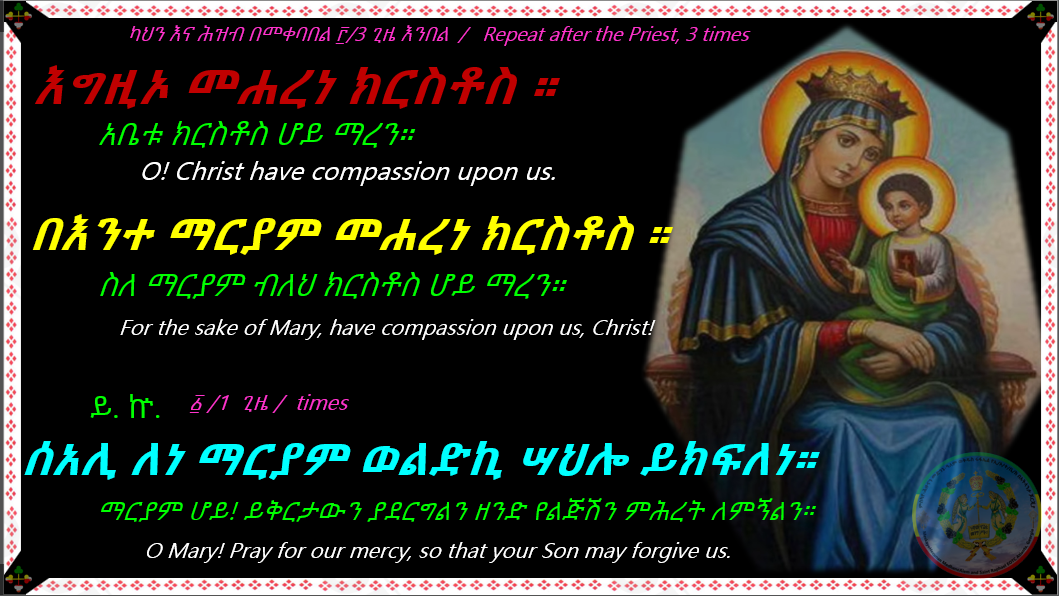 ካህን እና ሕዝብ በመቀባበል ፫/3 ጊዜ እንበል / Repeat after the Priest, 3 times
እግዚኦ መሐረነ ክርስቶስ ።
አቤቱ ክርስቶስ ሆይ ማረን።
O! Christ have compassion upon us.
በእንተ ማርያም መሐረነ ክርስቶስ ።
ስለ ማርያም ብለህ ክርስቶስ ሆይ ማረን።
For the sake of Mary, have compassion upon us, Christ!
ይ. ኵ. ፩ /1 ጊዜ / times
ሰአሊ ለነ ማርያም ወልድኪ ሣህሎ ይክፍለነ።
ማርያም ሆይ! ይቅርታውን ያደርግልን ዘንድ የልጅሽን ምሕረት ለምኝልን።
O Mary! Pray for our mercy, so that your Son may forgive us.